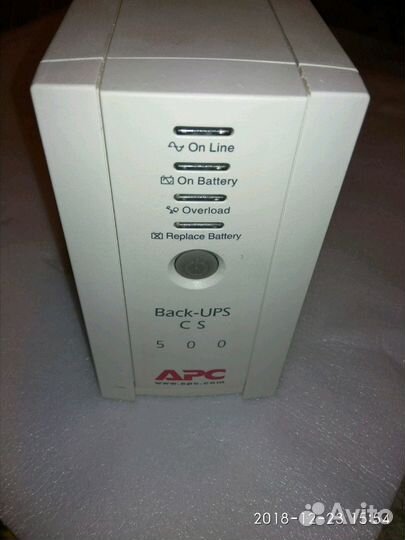 On Line
On Battery
Overload
Replace Battery
Back-UPS
CS
500
APC
www.apc.com
2018-12-23 15:54
Avito